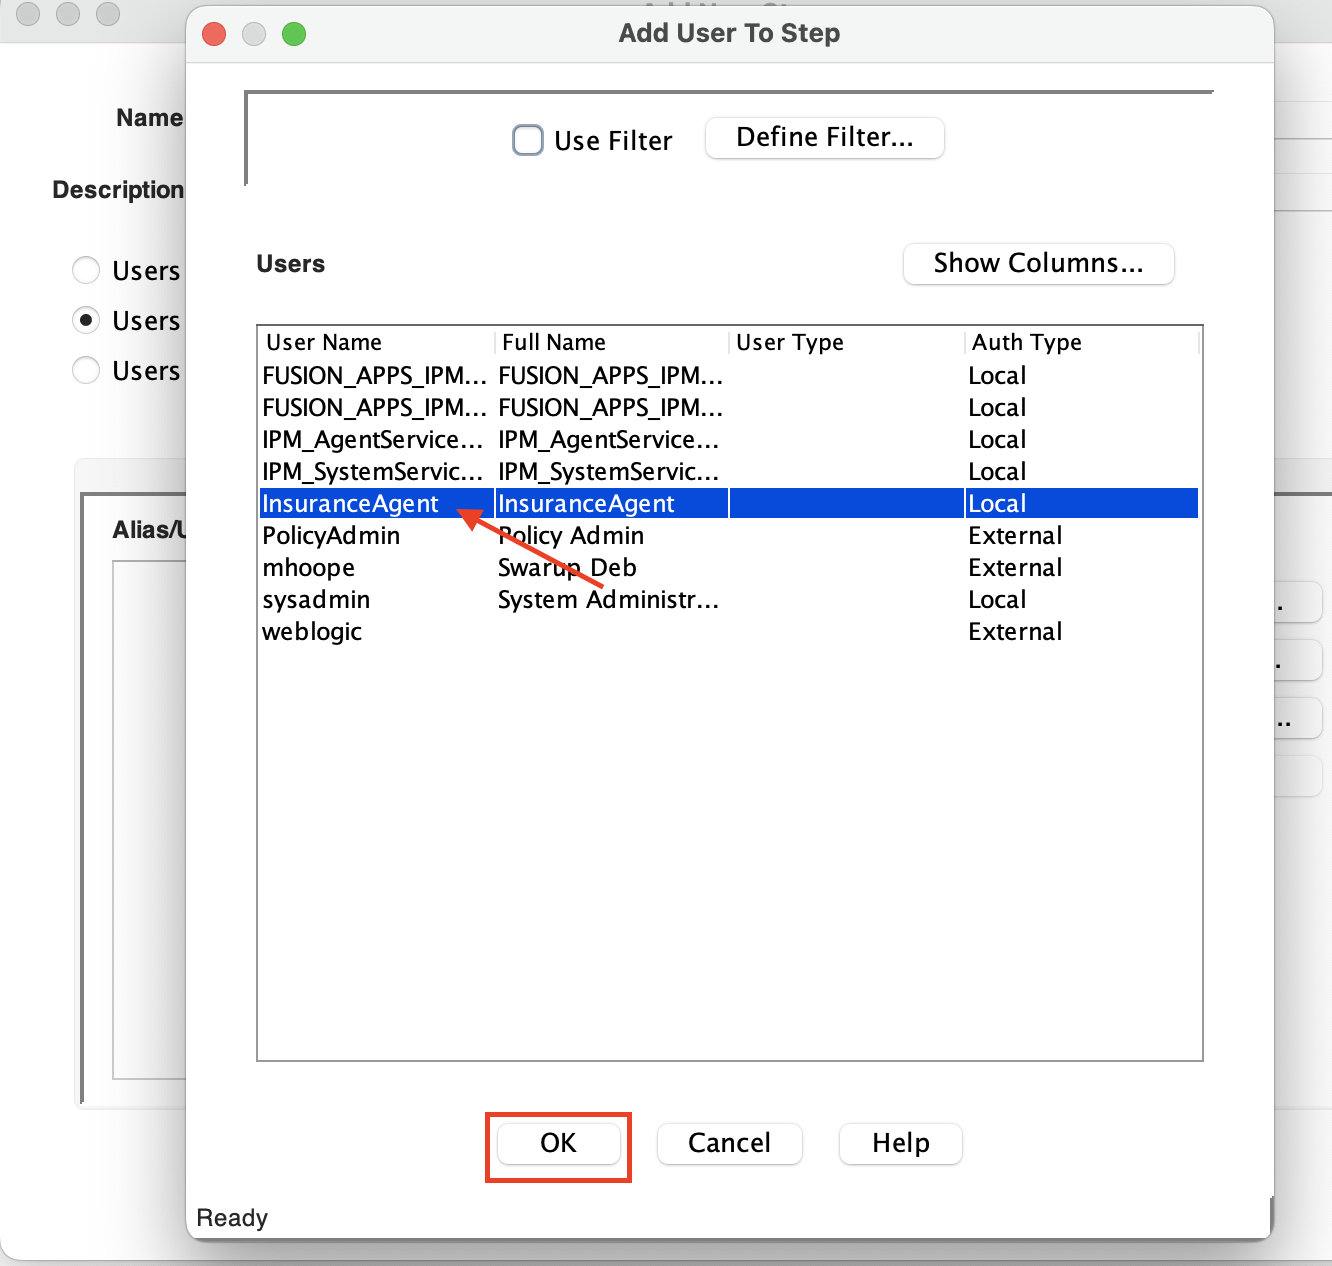 Add User To Step
Name
Description
Users
Users
Users
Alias/U
Use Filter
Define Filter...
Users
Show Columns...
User Name Full Name User Type Auth Type
FUSION_APPS_IPM... FUSION_APPS_IPM... Local
FUSION_APPS_IPM... FUSION_APPS_IPM... Local
IPM_AgentService... IPM_AgentService... Local
IPM_SystemServic... IPM_SystemServic... Local
InsuranceAgent InsuranceAgent Local
PolicyAdmin Policy Admin External
mhoope Swarup Deb External
sysadmin System Administr... Local
weblogic External
OK Cancel Help
Ready